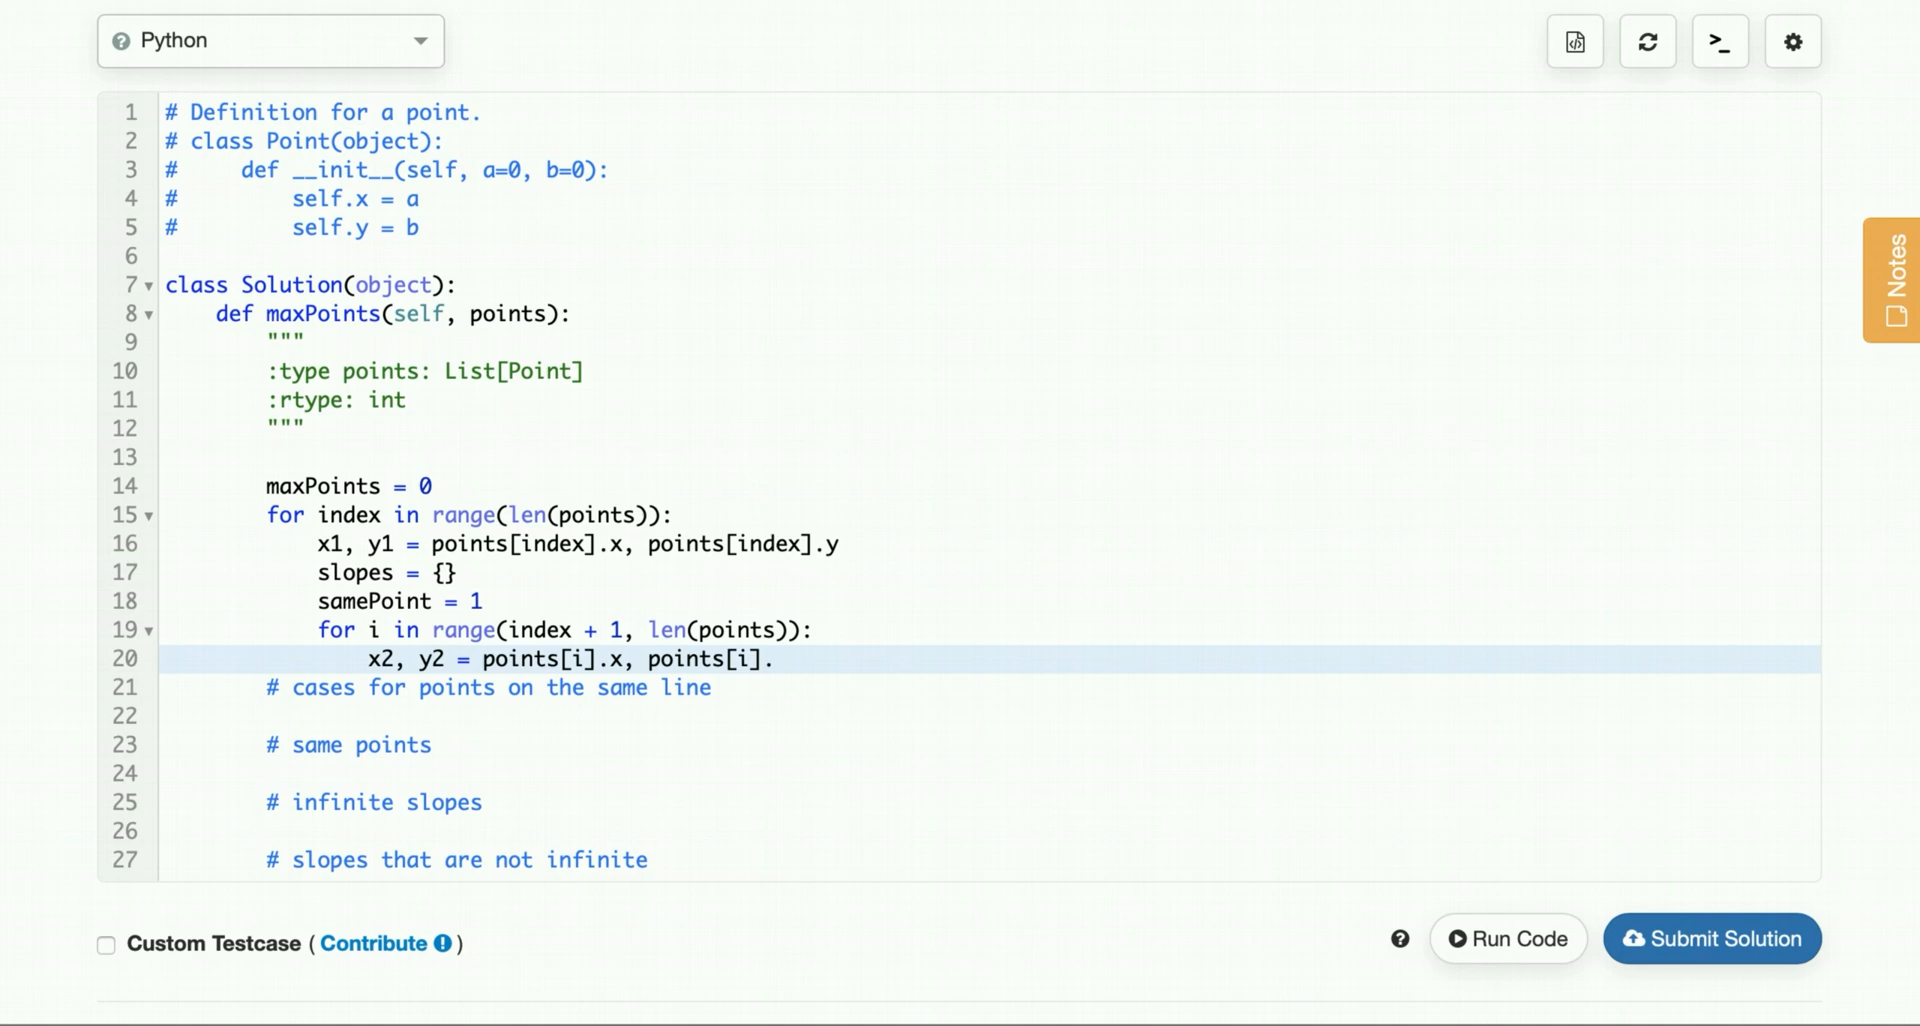 Python
1 # Definition for a point.
2 # class Point(object):
3 #     def __init__(self, a=0, b=0):
4 #         self.x = a
5 #         self.y = b
6
7 class Solution(object):
8     def maxPoints(self, points):
9         """
10         :type points: List[Point]
11         :rtype: int
12         """
13
14         maxPoints = 0
15         for index in range(len(points)):
16             x1, y1 = points[index].x, points[index].y
17             slopes = {}
18             samePoint = 1
19             for i in range(index + 1, len(points)):
20                 x2, y2 = points[i].x, points[i].
21         # cases for points on the same line
22
23         # same points
24
25         # infinite slopes
26
27         # slopes that are not infinite
Notes
Custom Testcase ( Contribute )
Run Code
Submit Solution